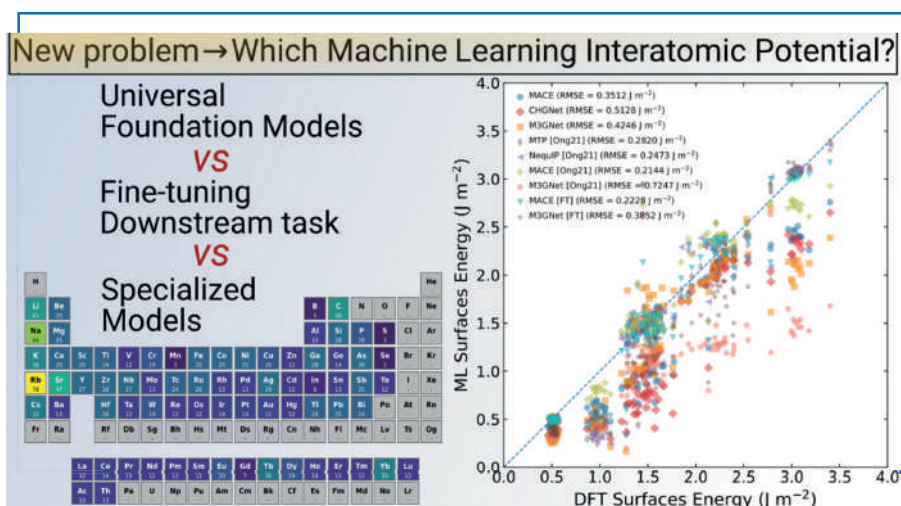 New problem→Which Machine Learning Interatomic Potential?
Universal
Foundation Models
VS
Fine-tuning
Downstream task
VS
Specialized
Models
H He
Li Be B C N O F Ne
Na Mg Al Si P S Cl Ar
K Ca Sc Ti V Cr Mn Fe Co Ni Cu Zn Ga Ge As Se Br Kr
Rb Sr Y Zr Nb Mo Tc Ru Rh Pd Ag Cd In Sn Sb Te I Xe
Cs Ba Hf Ta W Re Os Ir Pt Au Hg Tl Pb Bi Po At Rn
Fr Ra Rf Db Sg Bh Hs Mt Ds Rg Cn Nh Fl Mc Lv Ts Og
La Ce Pr Nd Pm Sm Eu Gd Tb Dy Ho Er Tm Yb Lu
Ac Th Pa U Np Pu Am Cm Bk Cf Es Fm Md No Lr
ML Surfaces Energy (J m⁻²)
4.0
3.5
3.0
2.5
2.0
1.5
1.0
0.5
0.0
MACE (RMSE = 0.3512 J m⁻²)
CHGNet (RMSE = 0.5128 J m⁻²)
M3GNet (RMSE = 0.4246 J m⁻²)
MTP [Ong21] (RMSE = 0.2820 J m⁻²)
NequIP [Ong21] (RMSE = 0.2473 J m⁻²)
MACE [Ong21] (RMSE = 0.2144 J m⁻²)
M3GNet [Ong21] (RMSE = 0.7247 J m⁻²)
MACE [FT] (RMSE = 0.2228 J m⁻²)
M3GNet [FT] (RMSE = 0.3852 J m⁻²)
0.0 0.5 1.0 1.5 2.0 2.5 3.0 3.5 4.0
DFT Surfaces Energy (J m⁻²)